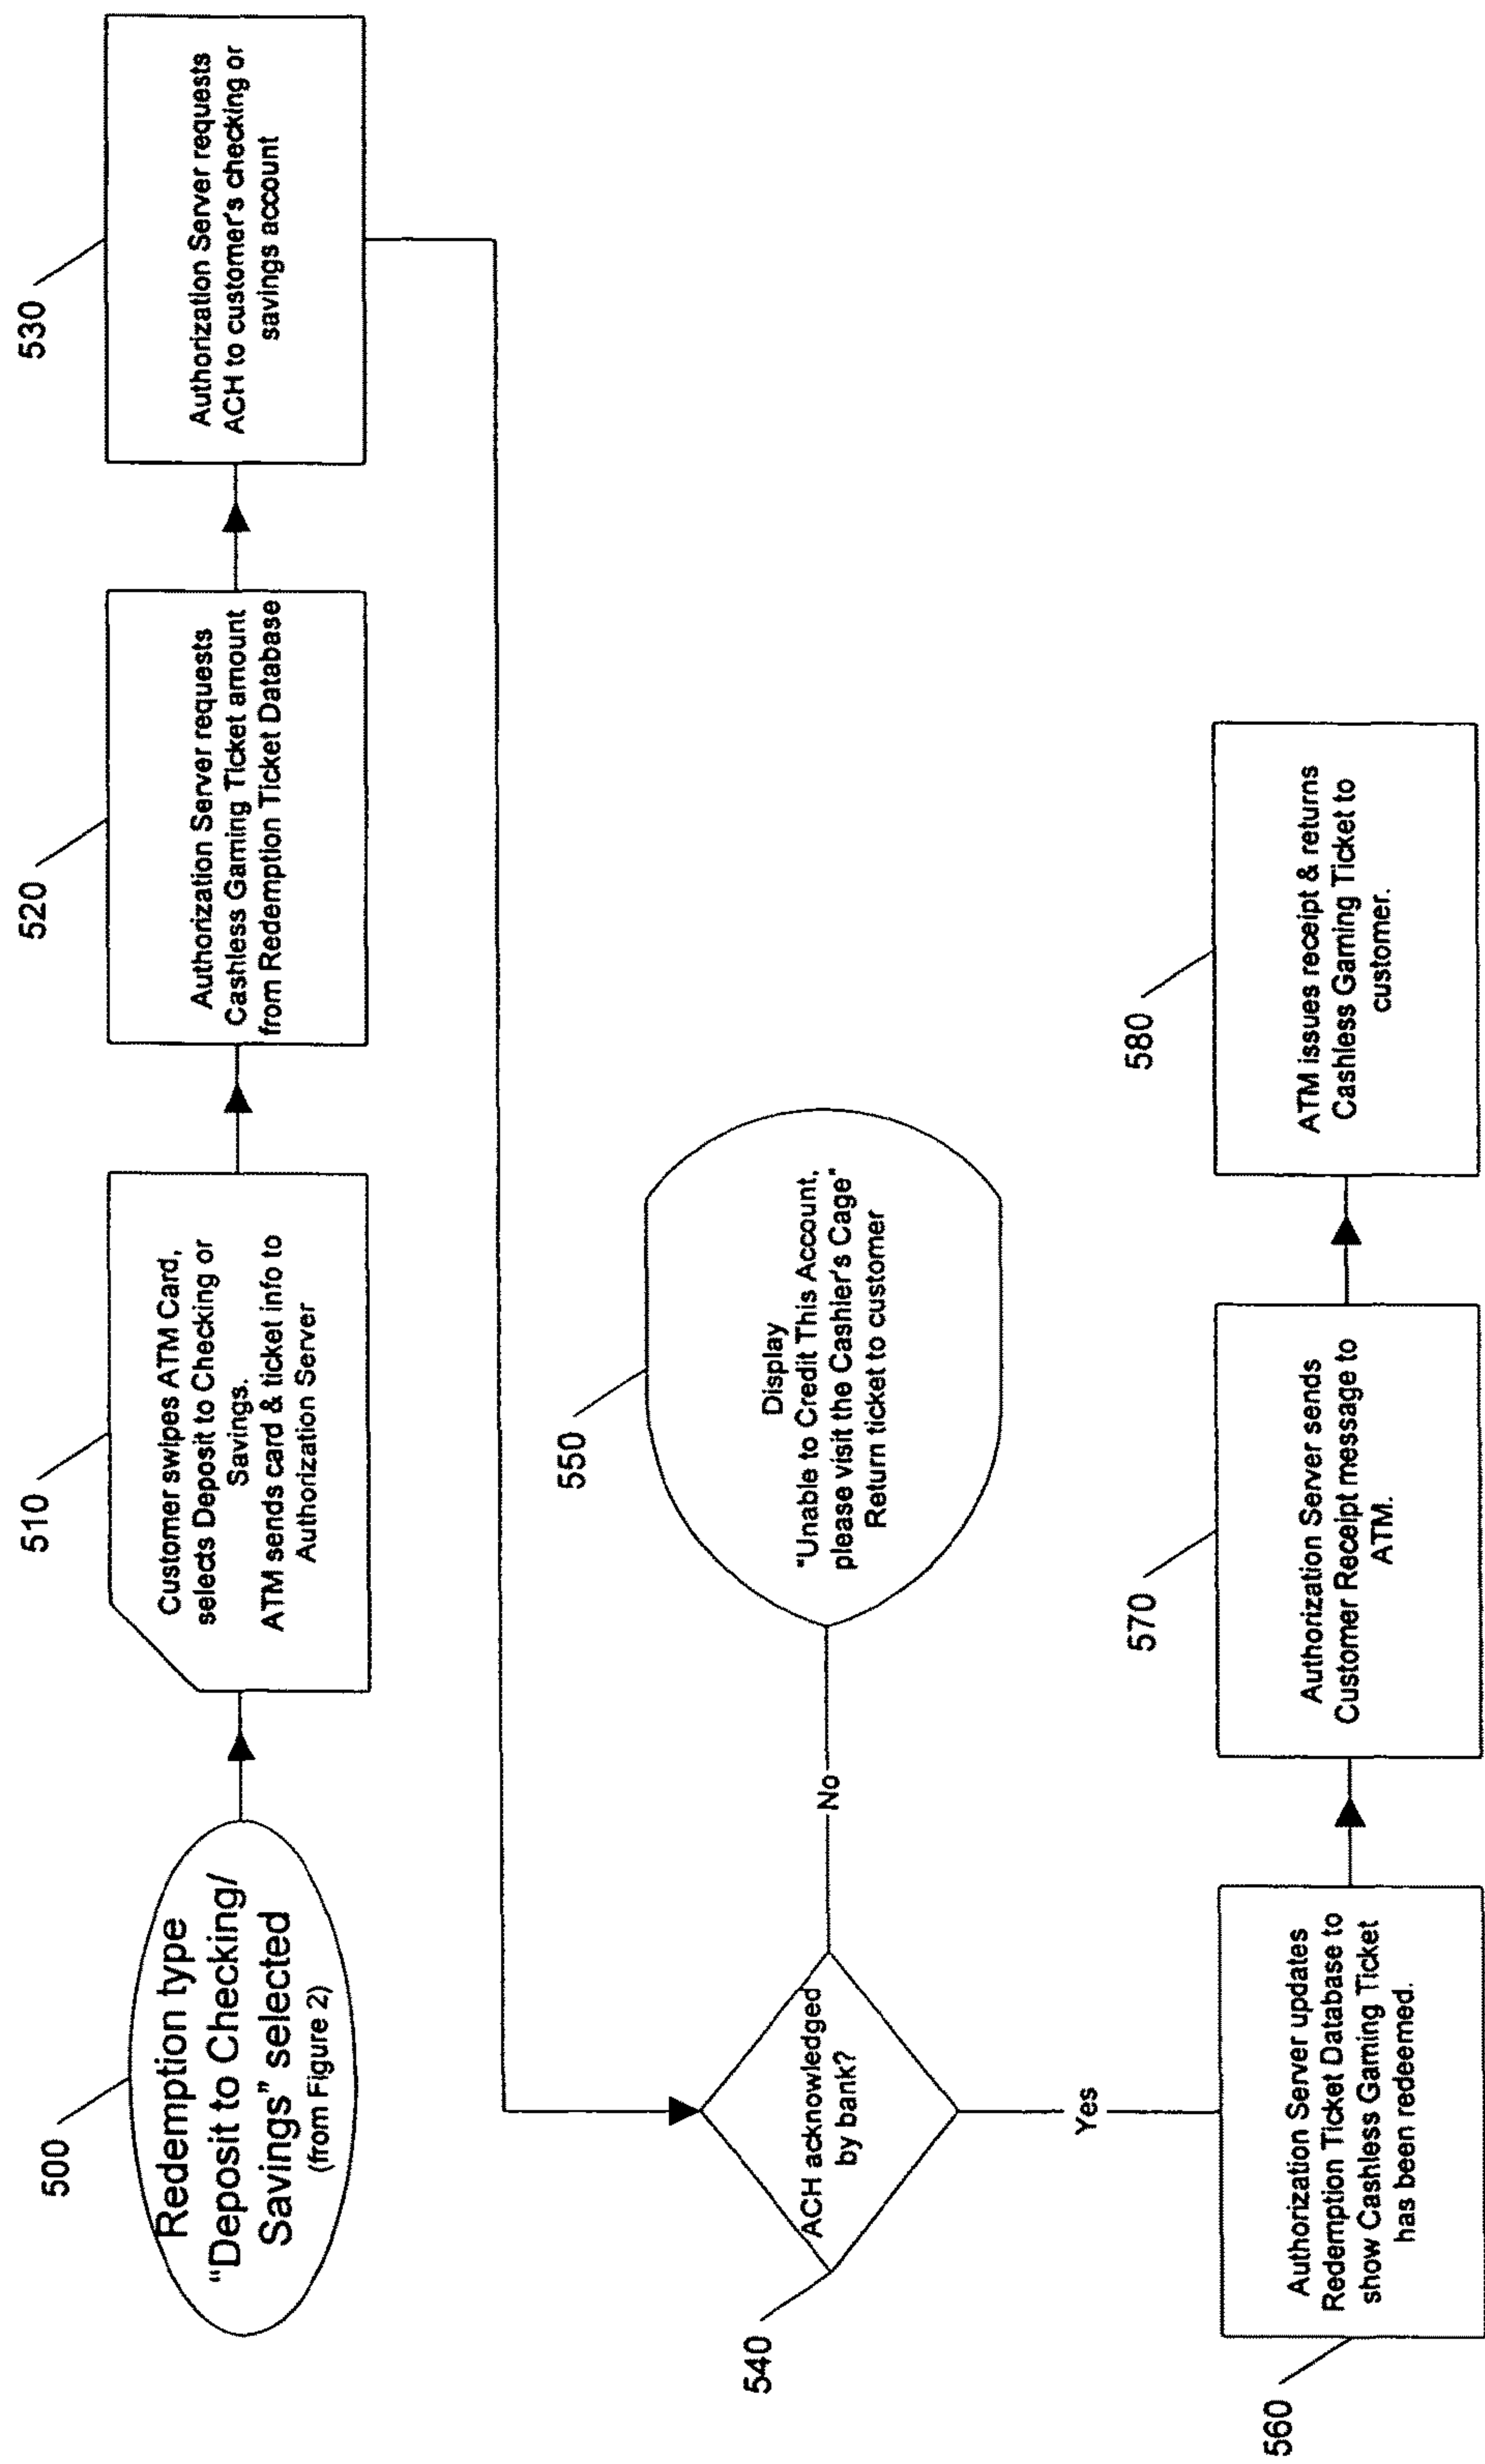 500
Redemption type
“Deposit to Checking/
Savings” selected
(from Figure 2)
510
Customer swipes ATM Card,
selects Deposit to Checking or
Savings.
ATM sends card & ticket info to
Authorization Server
520
Authorization Server requests
Cashless Gaming Ticket amount
from Redemption Ticket Database
530
Authorization Server requests
ACH to customer's checking or
savings account
540
ACH acknowledged
by bank?
No
550
Display
"Unable to Credit This Account,
please visit the Cashier's Cage"
Return ticket to customer
Yes
560
Authorization Server updates
Redemption Ticket Database to
show Cashless Gaming Ticket
has been redeemed.
570
Authorization Server sends
Customer Receipt message to
ATM.
580
ATM issues receipt & returns
Cashless Gaming Ticket to
customer.